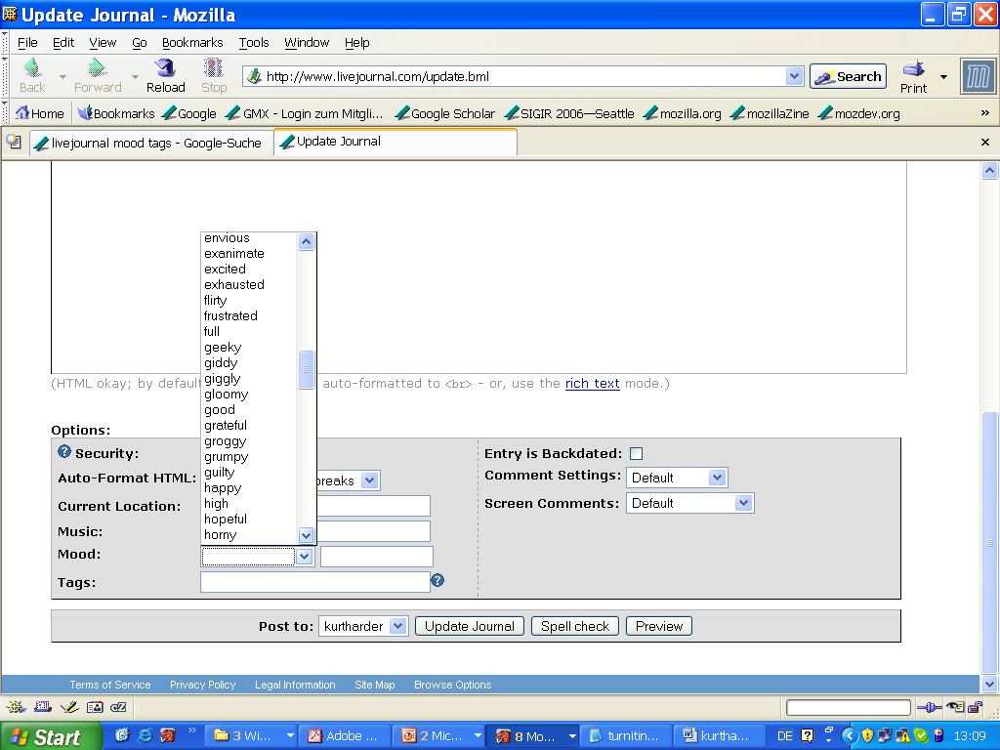 Update Journal - Mozilla
File Edit View Go Bookmarks Tools Window Help
Back Forward Reload Stop http://www.livejournal.com/update.bml Search Print
Home Bookmarks Google GMX - Login zum Mitgli... Google Scholar SIGIR 2006—Seattle mozilla.org mozillaZine mozdev.org »
livejournal mood tags - Google-Suche Update Journal
envious
exanimate
excited
exhausted
flirty
frustrated
full
geeky
giddy
giggly
gloomy
good
grateful
groggy
grumpy
guilty
happy
high
hopeful
horny
(HTML okay; by defaul auto-formatted to <br> - or, use the rich text mode.)
Options:
? Security:
Auto-Format HTML: breaks
Current Location:
Music:
Mood:
Tags: ?
Entry is Backdated:
Comment Settings: Default
Screen Comments: Default
Post to: kurtharder Update Journal Spell check Preview
Terms of Service Privacy Policy Legal Information Site Map Browse Options
Start » 3 Wi... Adobe ... 2 Mic... 8 Mo... turnitin... kurtha... DE 13:09